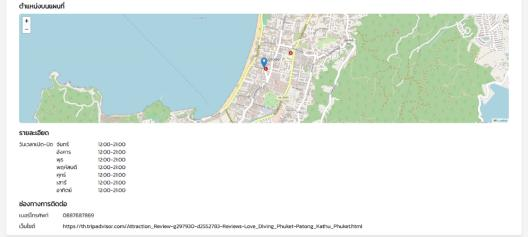 ตำแหน่งบนแผนที่
+
−
รายละเอียด
วันเวลาเปิด-ปิด จันทร์ 12:00-21:00
อังคาร 12:00-21:00
พุธ 12:00-21:00
พฤหัสบดี 12:00-21:00
ศุกร์ 12:00-21:00
เสาร์ 12:00-21:00
อาทิตย์ 12:00-21:00
ช่องทางการติดต่อ
เบอร์โทรศัพท์ 0887687869
เว็บไซต์ https://th.tripadvisor.com/Attraction_Review-g297930-d2552783-Reviews-Love_Diving_Phuket-Patong_Kathu_Phuket.html